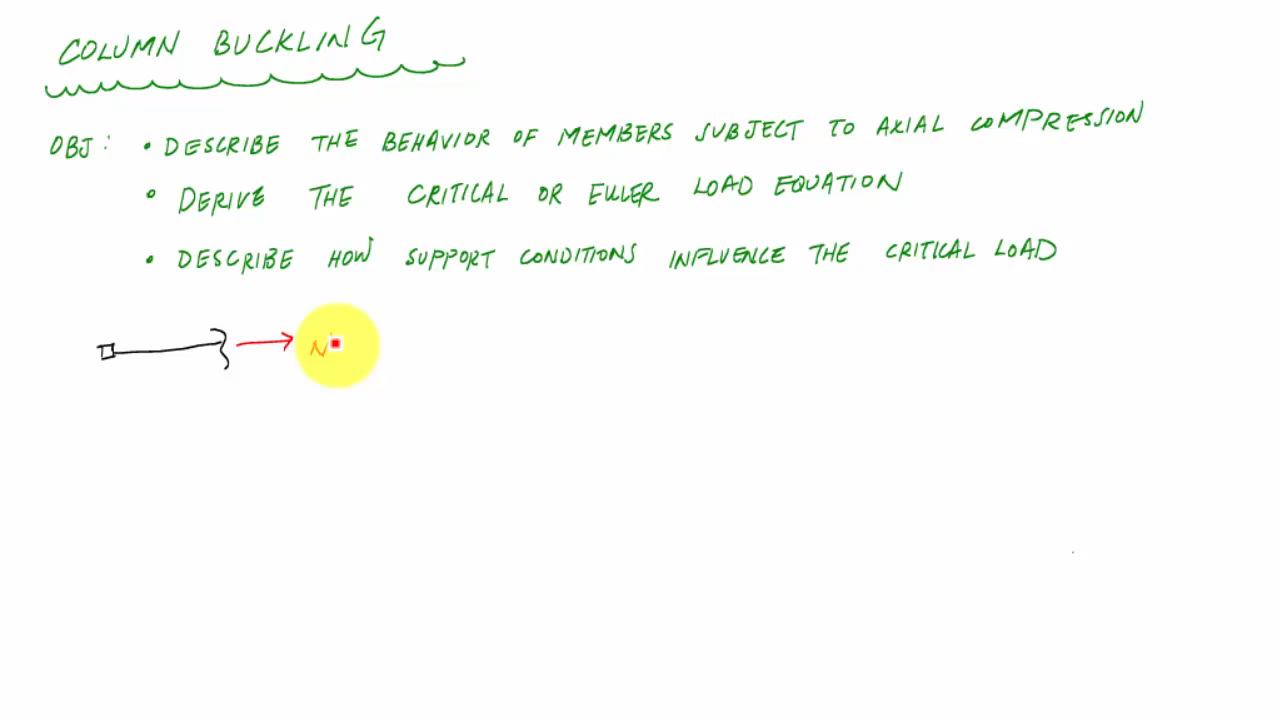 COLUMN BUCKLING
OBJ: • DESCRIBE THE BEHAVIOR OF MEMBERS SUBJECT TO AXIAL COMPRESSION
• DERIVE THE CRITICAL OR EULER LOAD EQUATION
• DESCRIBE HOW SUPPORT CONDITIONS INFLUENCE THE CRITICAL LOAD
N